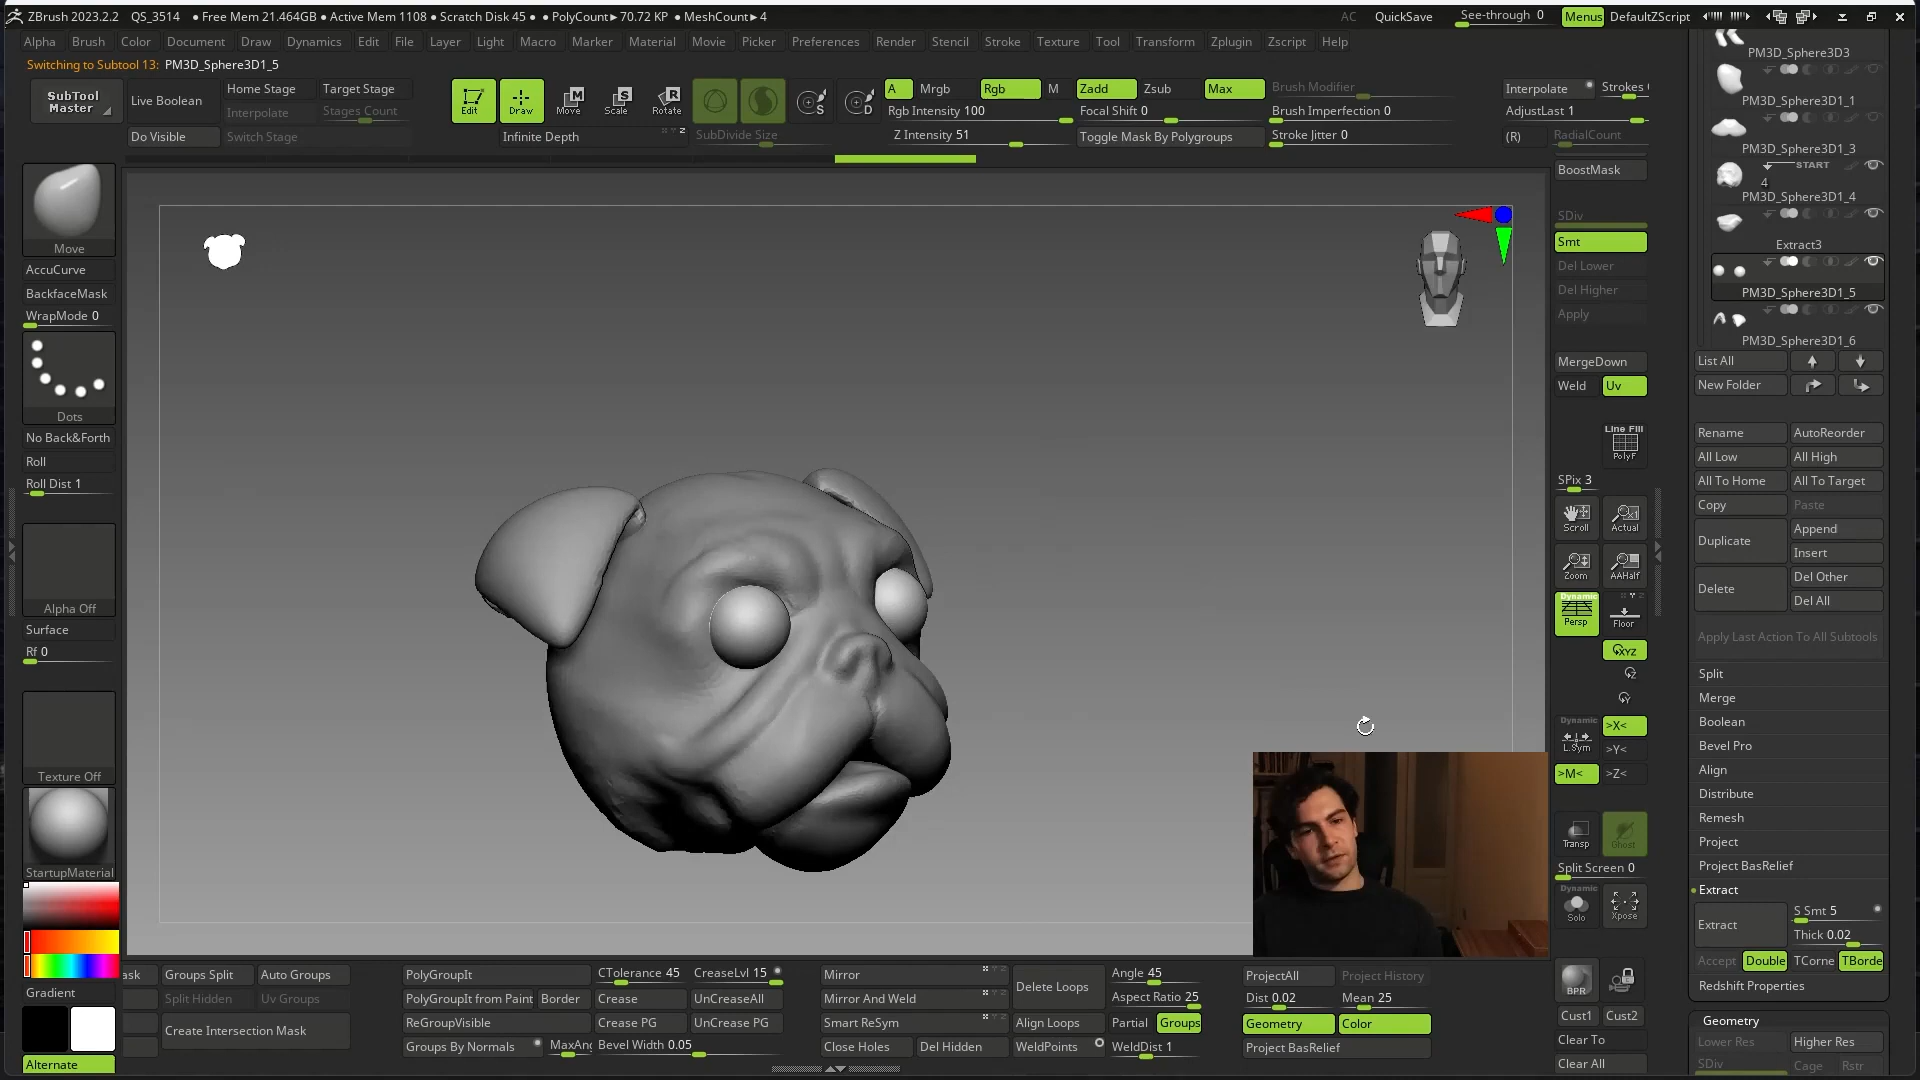 ZBrush 2023.2.2 QS_3514 • Free Mem 21.464GB • Active Mem 1108 • Scratch Disk 45 • • PolyCount▸70.72 KP • MeshCount▸4 AC QuickSave See-through 0 Menus DefaultZScript
Alpha Brush Color Document Draw Dynamics Edit File Layer Light Macro Marker Material Movie Picker Preferences Render Stencil Stroke Texture Tool Transform Zplugin Zscript Help
Switching to Subtool 13: PM3D_Sphere3D1_5
SubTool Master
Live Boolean
Do Visible
Home Stage
Target Stage
Interpolate
Stages Count
Switch Stage
Edit
Draw
Move
Scale
Rotate
Infinite Depth
SubDivide Size
S
D
A
Mrgb
Rgb
M
Zadd
Zsub
Max
Brush Modifier
Rgb Intensity 100
Focal Shift 0
Brush Imperfection 0
Z Intensity 51
Toggle Mask By Polygroups
Stroke Jitter 0
Interpolate
Strokes
AdjustLast 1
(R)
RadialCount
Move
AccuCurve
BackfaceMask
WrapMode 0
Dots
No Back&Forth
Roll
Roll Dist 1
Alpha Off
Surface
Rf 0
Texture Off
StartupMaterial
Gradient
Alternate
BoostMask
SDiv
Smt
Del Lower
Del Higher
Apply
MergeDown
Weld
Uv
Line Fill
PolyF
SPix 3
Scroll
Actual
Zoom
AAHalf
Dynamic
Persp
Floor
XYZ
Dynamic
L.Sym
>X<
>Y<
>M<
>Z<
Transp
Ghost
Split Screen 0
Dynamic
Solo
Xpose
BPR
Cust1
Cust2
Clear To
Clear All
PM3D_Sphere3D3
PM3D_Sphere3D1_1
PM3D_Sphere3D1_3
START
4
PM3D_Sphere3D1_4
Extract3
PM3D_Sphere3D1_5
PM3D_Sphere3D1_6
List All
New Folder
Rename
AutoReorder
All Low
All High
All To Home
All To Target
Copy
Paste
Duplicate
Append
Insert
Delete
Del Other
Del All
Apply Last Action To All Subtools
Split
Merge
Boolean
Bevel Pro
Align
Distribute
Remesh
Project
Project BasRelief
Extract
Extract
S Smt 5
Thick 0.02
Accept
Double
TCorne
TBorde
Redshift Properties
Geometry
Lower Res
Higher Res
SDiv
Cage
Rstr
ask
Groups Split
Auto Groups
Split Hidden
Uv Groups
Create Intersection Mask
PolyGroupIt
PolyGroupIt from Paint
Border
ReGroupVisible
Groups By Normals
MaxAng
CTolerance 45
CreaseLvl 15
Crease
UnCreaseAll
Crease PG
UnCrease PG
Bevel Width 0.05
Mirror
Mirror And Weld
Smart ReSym
Close Holes
Del Hidden
Delete Loops
Align Loops
WeldPoints
Angle 45
Aspect Ratio 25
Partial
Groups
WeldDist 1
ProjectAll
Project History
Dist 0.02
Mean 25
Geometry
Color
Project BasRelief